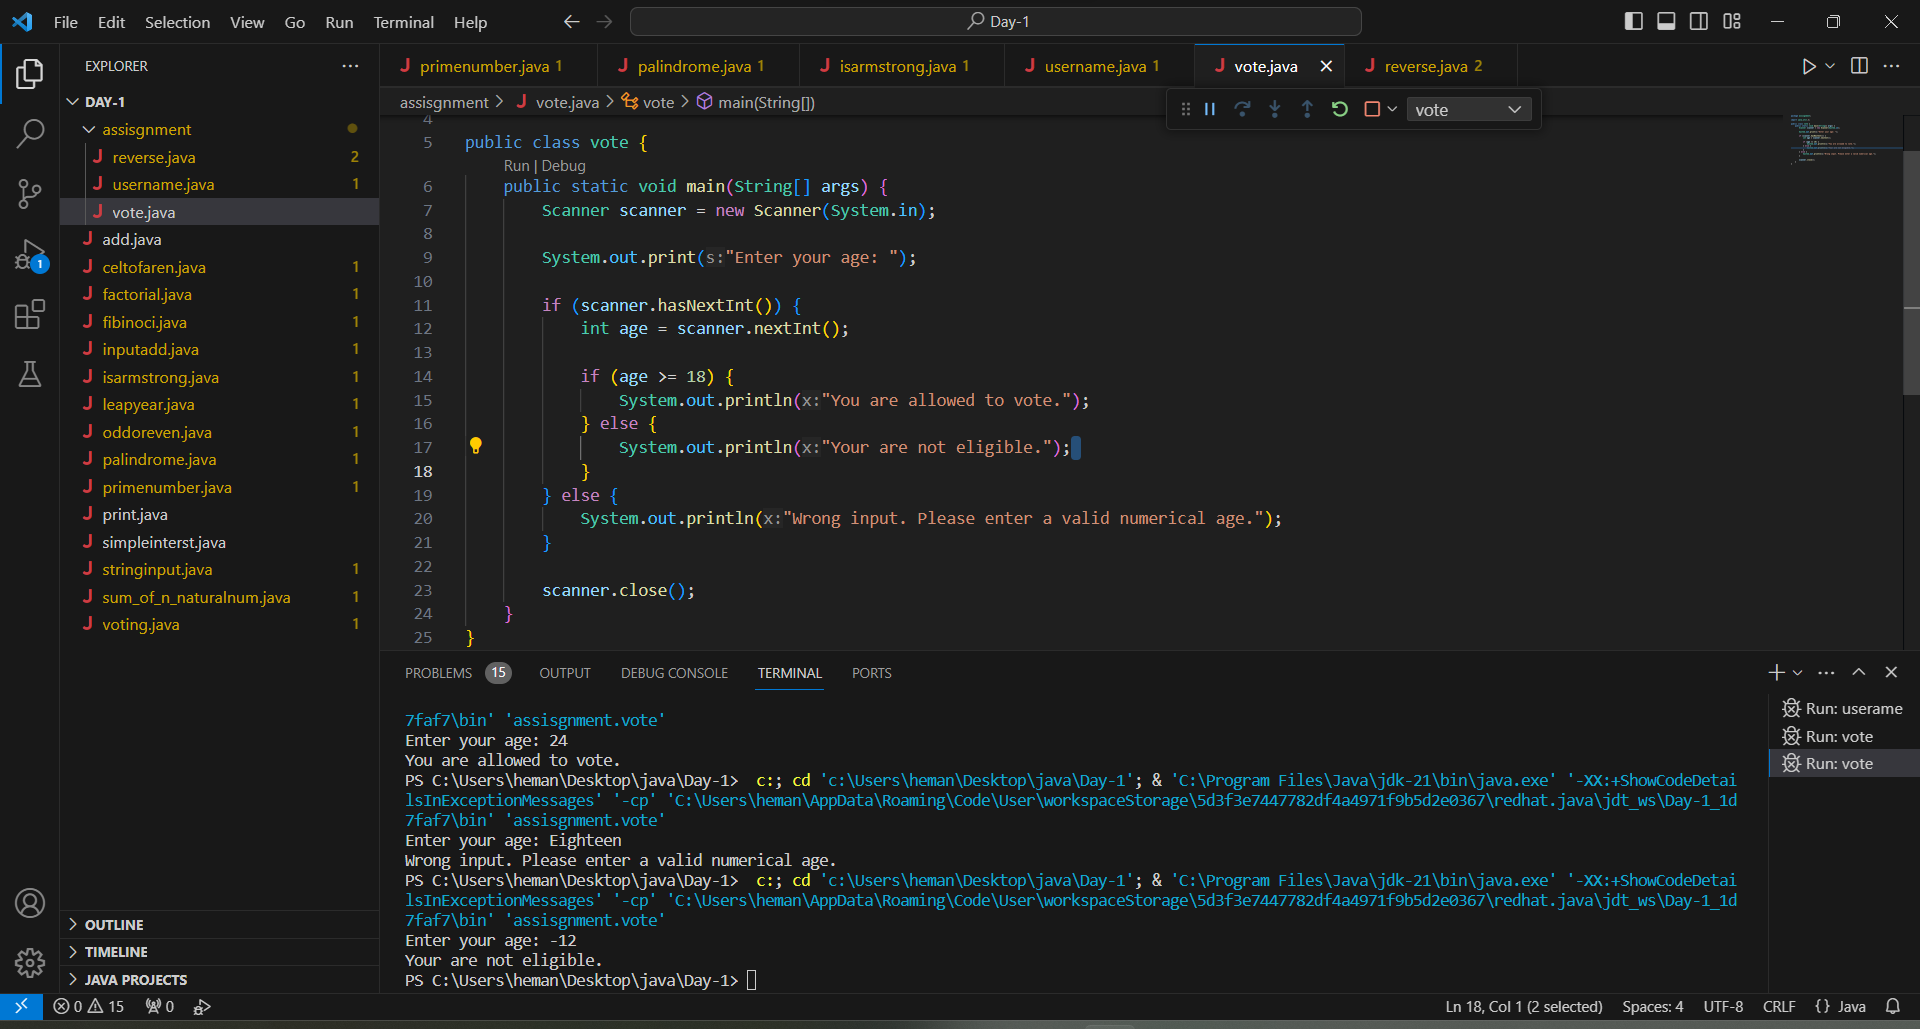 File Edit Selection View Go Run Terminal Help
Day-1
EXPLORER
DAY-1
assisgnment
reverse.java 2
username.java 1
vote.java
add.java
celtofaren.java 1
factorial.java 1
fibinoci.java 1
inputadd.java 1
isarmstrong.java 1
leapyear.java 1
oddoreven.java 1
palindrome.java 1
primenumber.java 1
print.java
simpleinterst.java
stringinput.java 1
sum_of_n_naturalnum.java 1
voting.java 1
OUTLINE
TIMELINE
JAVA PROJECTS
1
J primenumber.java 1 J palindrome.java 1 J isarmstrong.java 1 J username.java 1 J vote.java J reverse.java 2
assisgnment > J vote.java > vote > main(String[])
vote
4
5 public class vote {
Run | Debug
6 public static void main(String[] args) {
7 Scanner scanner = new Scanner(System.in);
8
9 System.out.print(s:"Enter your age: ");
10
11 if (scanner.hasNextInt()) {
12 int age = scanner.nextInt();
13
14 if (age >= 18) {
15 System.out.println(x:"You are allowed to vote.");
16 } else {
17 System.out.println(x:"Your are not eligible.");
18 }
19 } else {
20 System.out.println(x:"Wrong input. Please enter a valid numerical age.");
21 }
22
23 scanner.close();
24 }
25 }
PROBLEMS 15 OUTPUT DEBUG CONSOLE TERMINAL PORTS
7faf7\bin' 'assisgnment.vote'
Enter your age: 24
You are allowed to vote.
PS C:\Users\heman\Desktop\java\Day-1> c:; cd 'c:\Users\heman\Desktop\java\Day-1'; & 'C:\Program Files\Java\jdk-21\bin\java.exe' '-XX:+ShowCodeDetai
lsInExceptionMessages' '-cp' 'C:\Users\heman\AppData\Roaming\Code\User\workspaceStorage\5d3f3e7447782df4a4971f9b5d2e0367\redhat.java\jdt_ws\Day-1_1d
7faf7\bin' 'assisgnment.vote'
Enter your age: Eighteen
Wrong input. Please enter a valid numerical age.
PS C:\Users\heman\Desktop\java\Day-1> c:; cd 'c:\Users\heman\Desktop\java\Day-1'; & 'C:\Program Files\Java\jdk-21\bin\java.exe' '-XX:+ShowCodeDetai
lsInExceptionMessages' '-cp' 'C:\Users\heman\AppData\Roaming\Code\User\workspaceStorage\5d3f3e7447782df4a4971f9b5d2e0367\redhat.java\jdt_ws\Day-1_1d
7faf7\bin' 'assisgnment.vote'
Enter your age: -12
Your are not eligible.
PS C:\Users\heman\Desktop\java\Day-1>
Run: userame
Run: vote
Run: vote
0 15 0
Ln 18, Col 1 (2 selected) Spaces: 4 UTF-8 CRLF {} Java